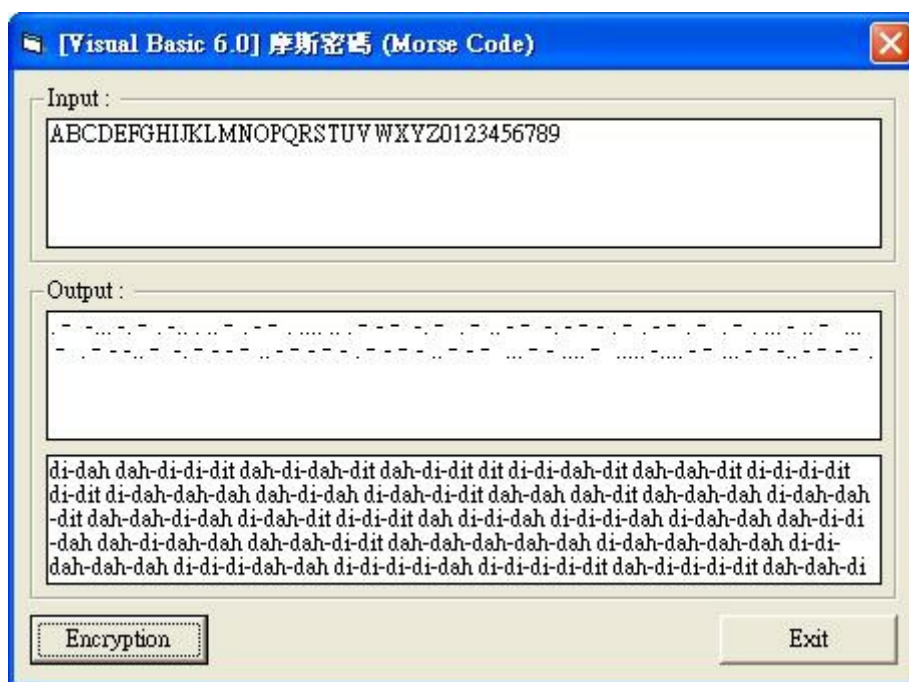 [Visual Basic 6.0] 摩斯密碼 (Morse Code)
Input :
ABCDEFGHIJKLMNOPQRSTUVWXYZ0123456789
Output :
.- -... -.-. -.. . ..-. --. .... .. .--- -.- .-.. -- -. --- .--. --.- .-. ... - ..- ...
- .-- -..- -.-- --.. ----- .---- ..--- ...-- ....- ..... -.... --... ---.. ----.
di-dah dah-di-di-dit dah-di-dah-dit dah-di-dit dit di-di-dah-dit dah-dah-dit di-di-di-dit
di-dit di-dah-dah-dah dah-di-dah di-dah-di-dit dah-dah dah-dit dah-dah-dah di-dah-dah
-dit dah-dah-di-dah di-dah-dit di-di-dit dah di-di-dah di-di-di-dah di-dah-dah dah-di-di
-dah dah-di-dah-dah dah-dah-di-dit dah-dah-dah-dah-dah di-dah-dah-dah-dah di-di-
dah-dah-dah di-di-di-dah-dah di-di-di-di-dah di-di-di-di-dit dah-di-di-di-dit dah-dah-di
Encryption
Exit